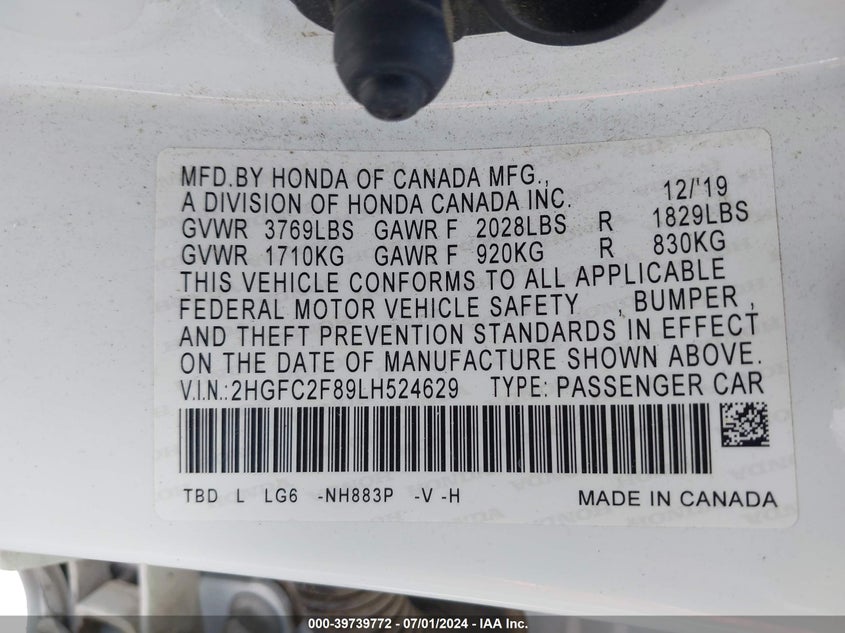 MFD.BY HONDA OF CANADA MFG.,
A DIVISION OF HONDA CANADA INC. 12/'19
GVWR 3769LBS GAWR F 2028LBS R 1829LBS
GVWR 1710KG GAWR F 920KG R 830KG
THIS VEHICLE CONFORMS TO ALL APPLICABLE
FEDERAL MOTOR VEHICLE SAFETY , BUMPER ,
AND THEFT PREVENTION STANDARDS IN EFFECT
ON THE DATE OF MANUFACTURE SHOWN ABOVE.
V.I.N.:2HGFC2F89LH524629 TYPE: PASSENGER CAR
TBD L LG6 -NH883P -V -H MADE IN CANADA
000-39739772 - 07/01/2024 - © IAA Inc.